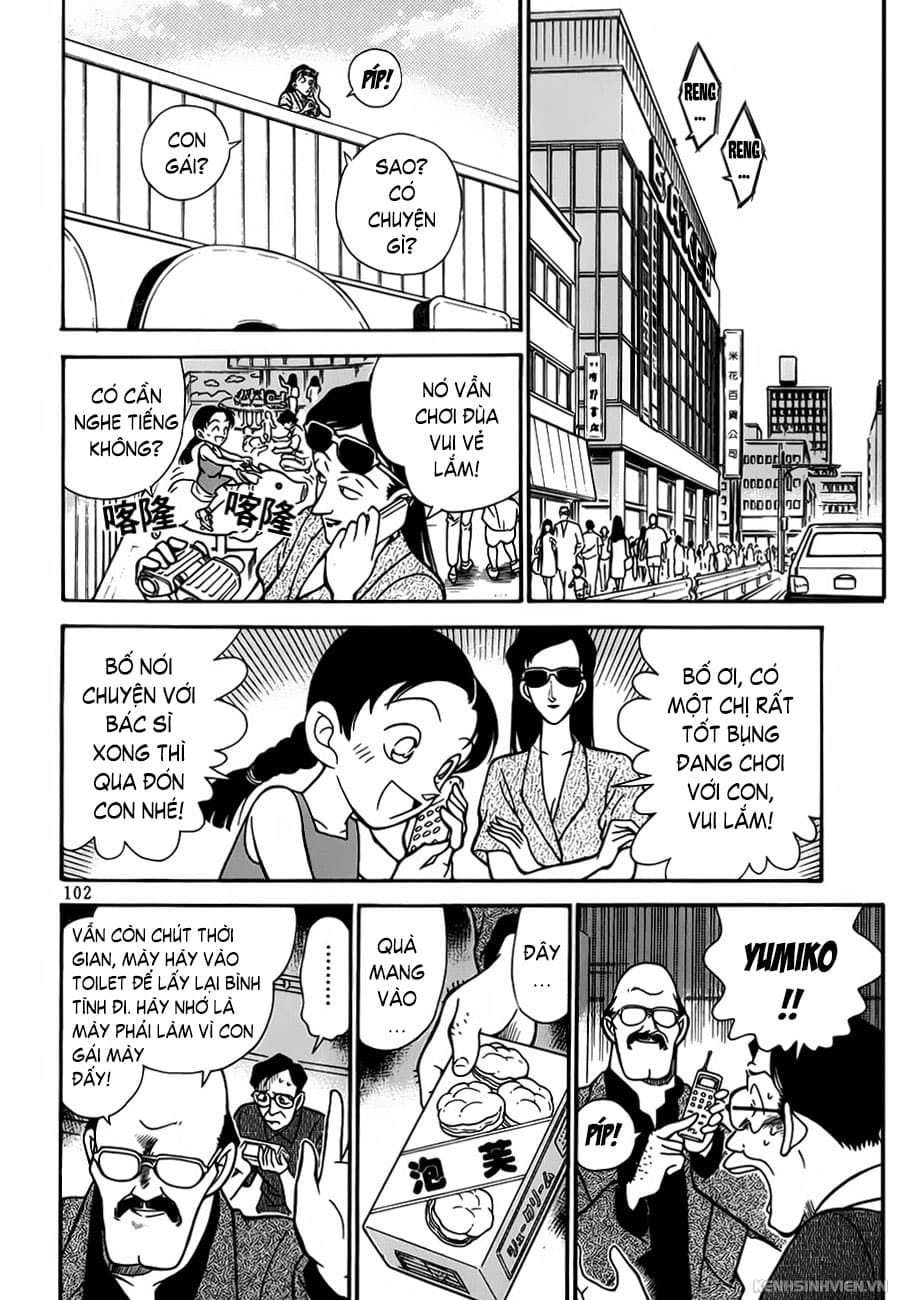 RENG
...
RENG
...
米花百貨公司
PÍP!
SAO?
CÓ
CHUYỆN
GÌ?
CON
GÁI?
NÓ VẪN
CHƠI ĐÙA
VUI VẺ
LẮM!
CÓ CẦN
NGHE TIẾNG
KHÔNG?
喀隆
喀隆
BỐ ƠI, CÓ
MỘT CHỊ RẤT
TỐT BỤNG
ĐANG CHƠI
VỚI CON,
VUI LẮM!
BỐ NÓI
CHUYỆN VỚI
BÁC SĨ
XONG THÌ
QUA ĐÓN
CON NHÉ!
102
YUMIKO
!!
PÍP!
ĐÂY
...
QUÀ
MANG
VÀO
...
泡芙
シュークリーム
..........
VẪN CÒN CHÚT THỜI
GIAN, MÀY HÃY VÀO
TOILET ĐỂ LẤY LẠI BÌNH
TĨNH ĐI. HÃY NHỚ LÀ
MÀY PHẢI LÀM VÌ CON
GÁI MÀY
ĐẤY!
KENHSINHVIEN.VN